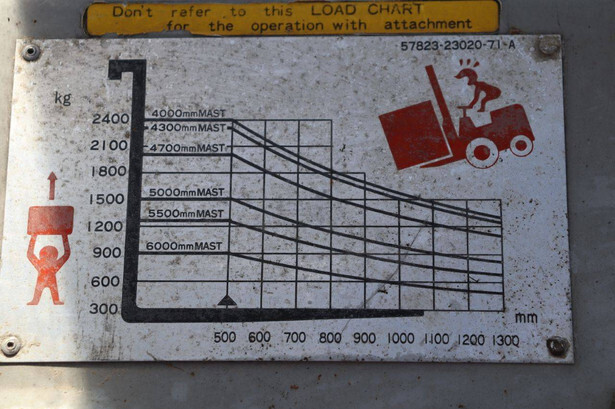 Don't refer to this LOAD CHART
for the operation with attachment
57823-23020-71-A
kg
4000mmMAST
2400
4300mmMAST
2100
4700mmMAST
1800
5000mmMAST
1500
5500mmMAST
1200
6000mmMAST
900
600
300
mm
500 600 700 800 900 1000 1100 1200 1300